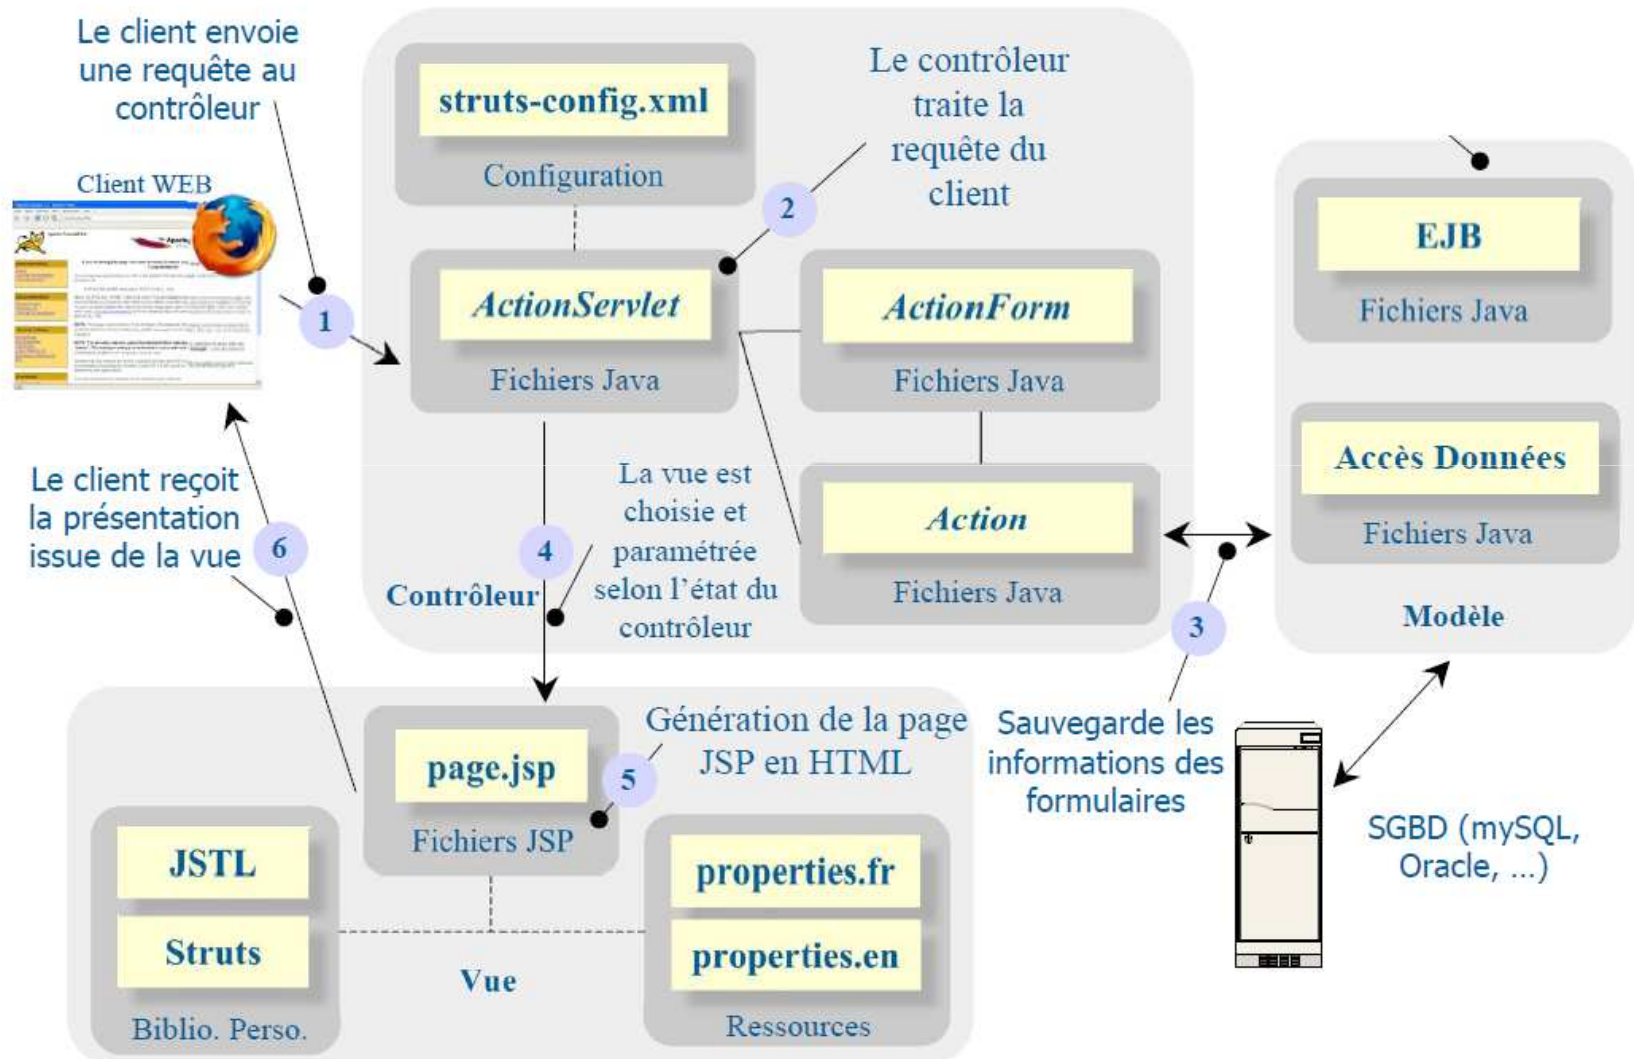 Le client envoie
une requête au
contrôleur
Client WEB
1
struts-config.xml
Configuration
Le contrôleur
traite la
requête du
client
2
ActionServlet
Fichiers Java
ActionForm
Fichiers Java
Action
Fichiers Java
Contrôleur
EJB
Fichiers Java
Accès Données
Fichiers Java
Modèle
3
Sauvegarde les
informations des
formulaires
SGBD (mySQL,
Oracle, ...)
4
La vue est
choisie et
paramétrée
selon l’état du
contrôleur
page.jsp
Fichiers JSP
5
Génération de la page
JSP en HTML
JSTL
Struts
Biblio. Perso.
Vue
properties.fr
properties.en
Ressources
6
Le client reçoit
la présentation
issue de la vue